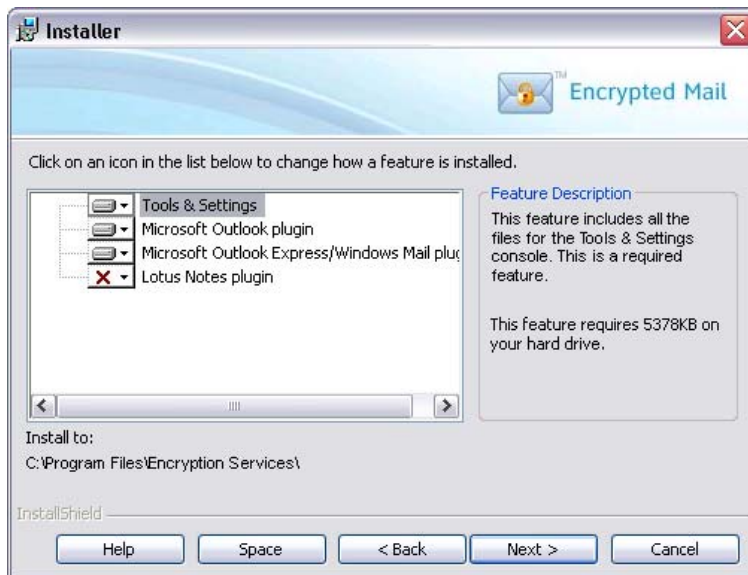 Installer
TM
Encrypted Mail
Click on an icon in the list below to change how a feature is installed.
Tools & Settings
Microsoft Outlook plugin
Microsoft Outlook Express/Windows Mail plug
Lotus Notes plugin
Feature Description
This feature includes all the
files for the Tools & Settings
console. This is a required
feature.
This feature requires 5378KB on
your hard drive.
Install to:
C:\Program Files\Encryption Services\
InstallShield
Help
Space
< Back
Next >
Cancel